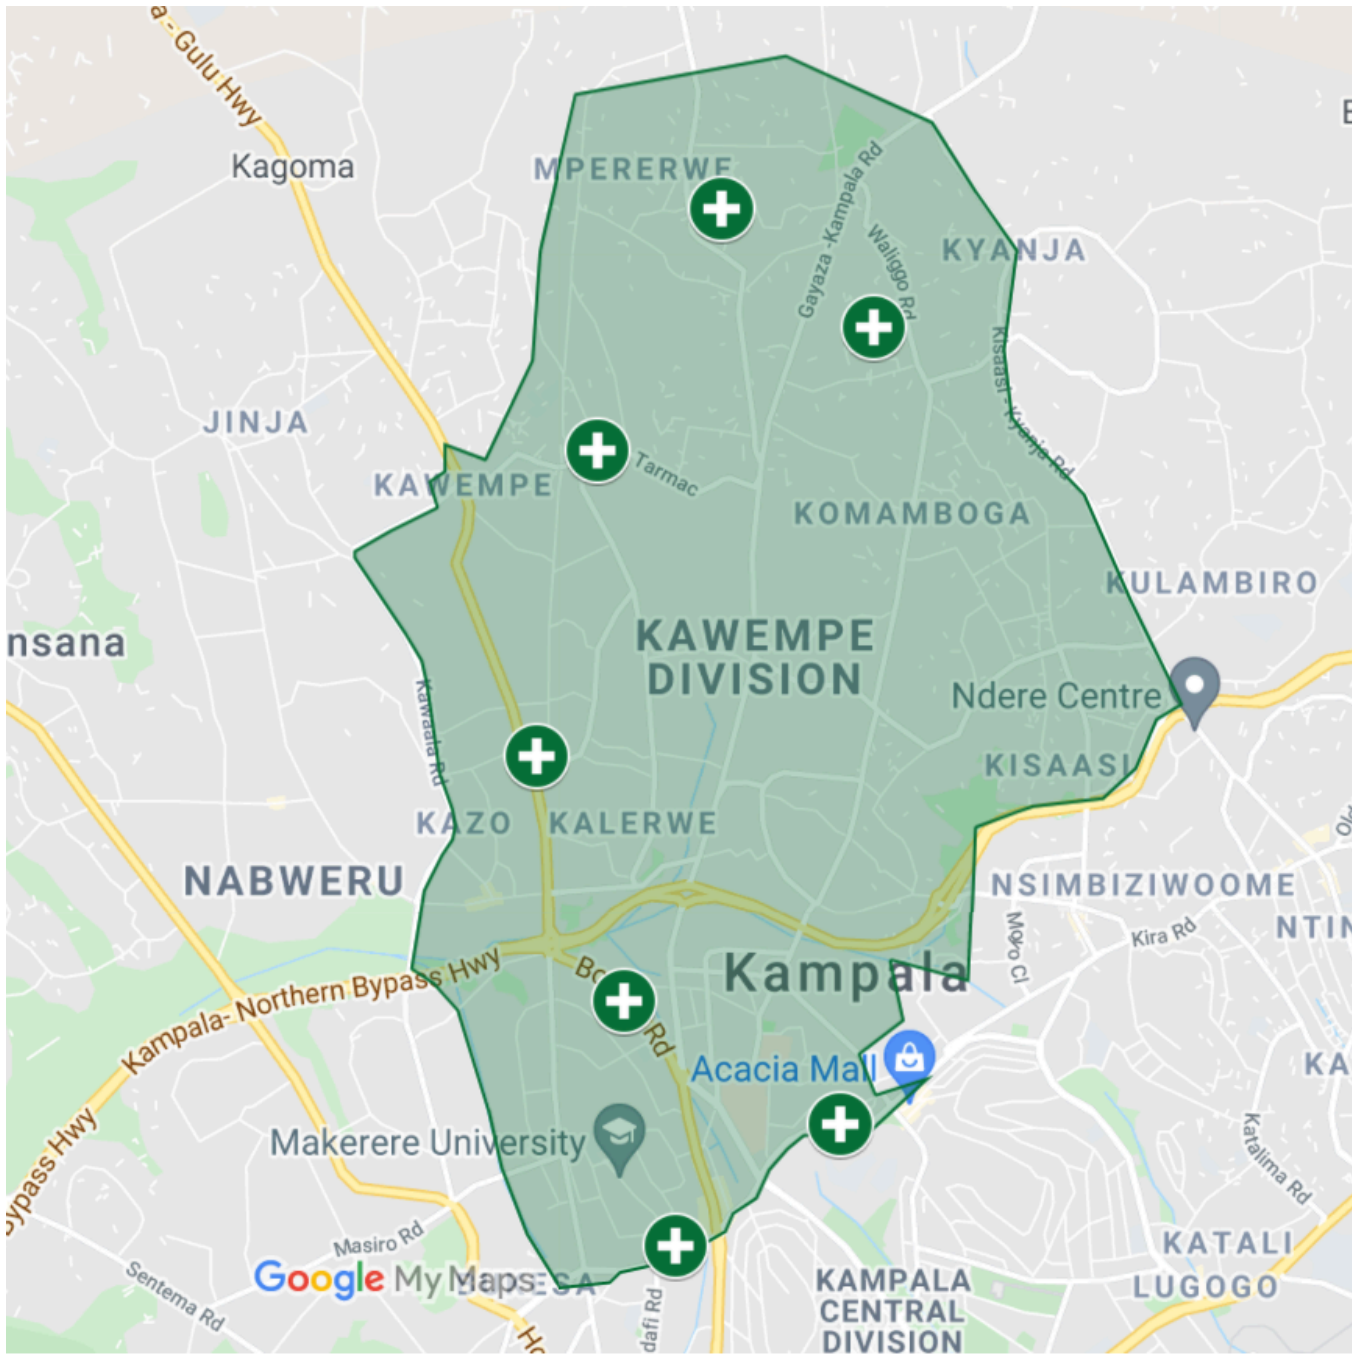 a - Gulu Hwy
Kagoma
MPERERWE
Gayaza -Kampala Rd
Waliggo Rd
KYANJA
Kisaasi - Kyanja Rd
JINJA
KAWEMPE
Tarmac
KOMAMBOGA
KULAMBIRO
nsana
KAWEMPE
DIVISION
Ndere Centre
Kawaala Rd
KISAASI
KAZO
KALERWE
NABWERU
NSIMBIZIWOOME
NTIN
Kira Rd
Kampala- Northern Bypass Hwy
Kampala
Rd
Acacia Mall
KA
Makerere University
Bypass Hwy
Katalima Rd
Masiro Rd
Sentema Rd
Google My Maps
KATALI
LUGOGO
KAMPALA
CENTRAL
DIVISION
dafi Rd